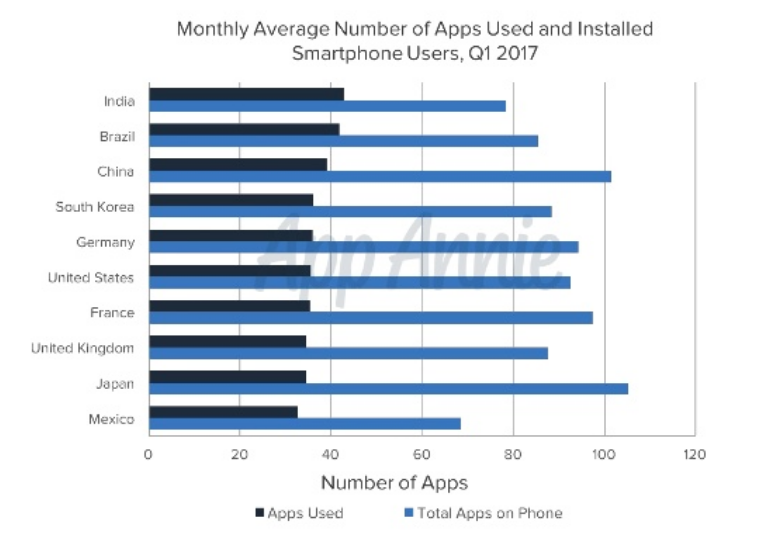 Monthly Average Number of Apps Used and Installed
Smartphone Users, Q1 2017
India
Brazil
China
South Korea
Germany
United States
France
United Kingdom
Japan
Mexico
App Annie
0 20 40 60 80 100 120
Number of Apps
Apps Used Total Apps on Phone